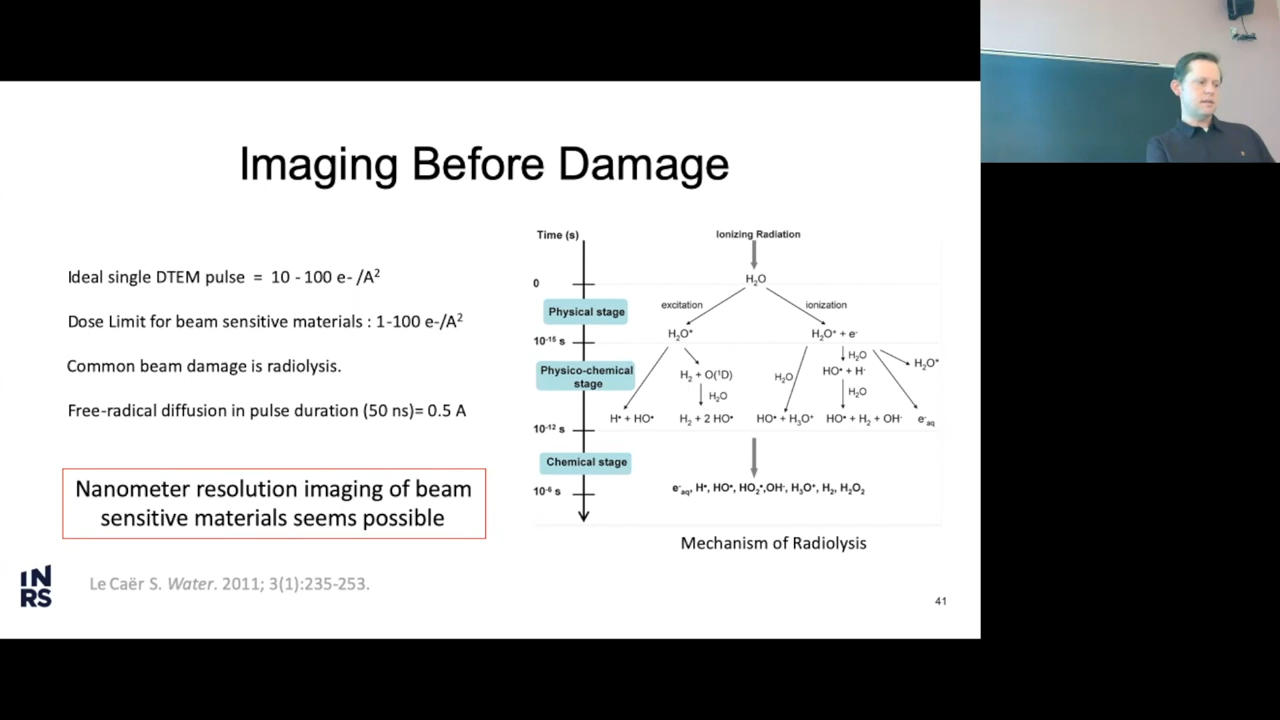 Imaging Before Damage
Ideal single DTEM pulse = 10 - 100 e- /A²
Dose Limit for beam sensitive materials : 1-100 e-/A²
Common beam damage is radiolysis.
Free-radical diffusion in pulse duration (50 ns)= 0.5 A
Nanometer resolution imaging of beam
sensitive materials seems possible
Time (s)
Ionizing Radiation
0
H₂O
excitation
ionization
Physical stage
H₂O*
H₂O⁺ + e⁻
10⁻¹⁵ s
Physico-chemical
stage
H₂ + O(¹D)
H₂O
H₂O
H₂O
HO• + H⁻
H₂O
H₂O*
H• + HO•
H₂ + 2 HO•
HO• + H₃O⁺
HO• + H₂ + OH⁻
e⁻aq
10⁻¹² s
Chemical stage
10⁻⁶ s
e⁻aq, H•, HO•, HO₂•,OH⁻, H₃O⁺, H₂, H₂O₂
Mechanism of Radiolysis
INRS
Le Caër S. Water. 2011; 3(1):235-253.
41